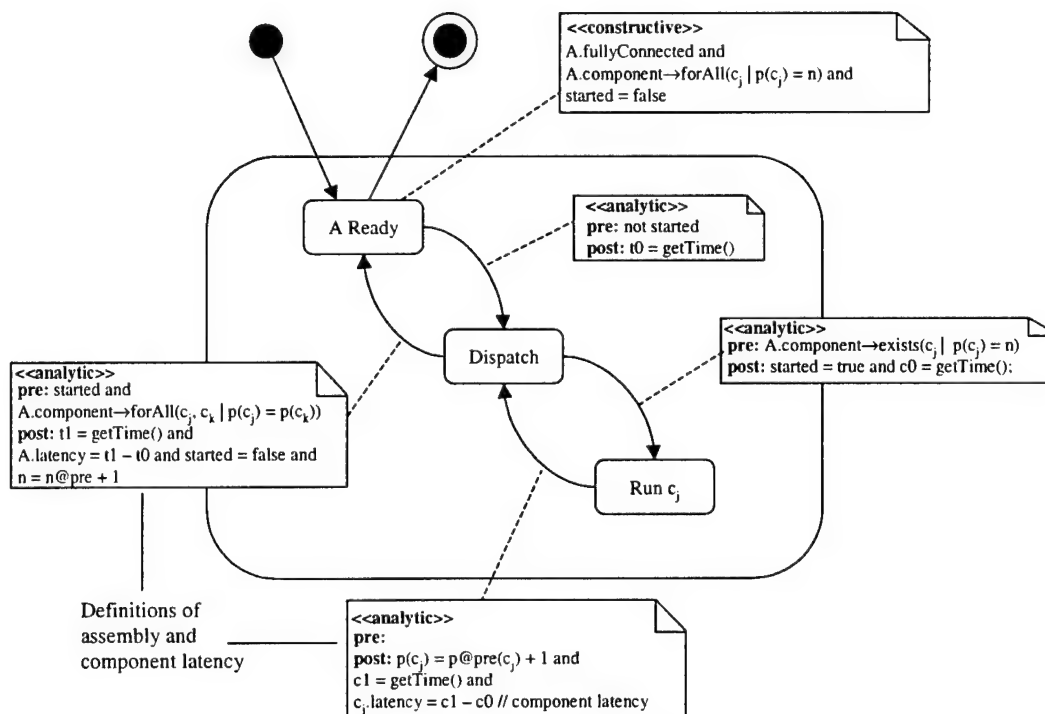 <<constructive>>
A.fullyConnected and
A.component→forAll(cj | p(cj) = n) and
started = false
A Ready
<<analytic>>
pre: not started
post: t0 = getTime()
Dispatch
<<analytic>>
pre: A.component→exists(cj | p(cj) = n)
post: started = true and c0 = getTime();
<<analytic>>
pre: started and
A.component→forAll(cj, ck | p(cj) = p(ck))
post: t1 = getTime() and
A.latency = t1 – t0 and started = false and
n = n@pre + 1
Run cj
Definitions of
assembly and
component latency
<<analytic>>
pre:
post: p(cj) = p@pre(cj) + 1 and
c1 = getTime() and
cj.latency = c1 – c0 // component latency